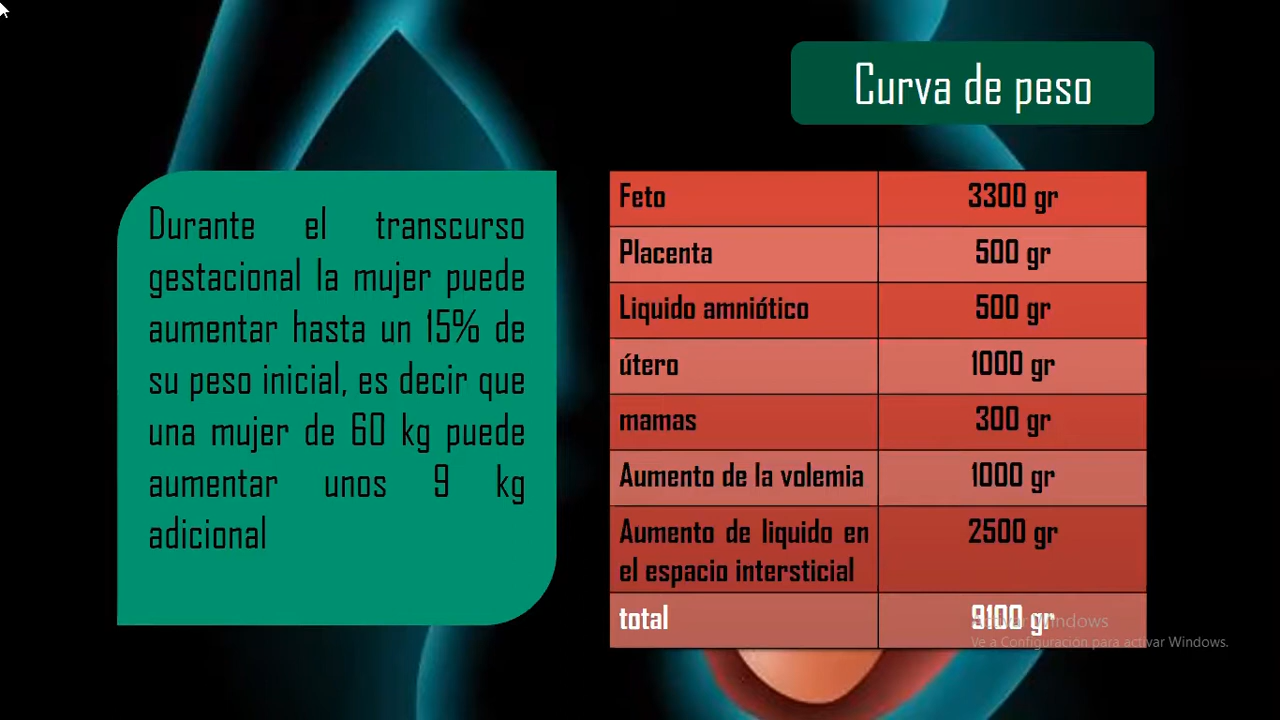 Curva de peso
Durante el transcurso
gestacional la mujer puede
aumentar hasta un 15% de
su peso inicial, es decir que
una mujer de 60 kg puede
aumentar unos 9 kg
adicional
Feto 3300 gr
Placenta 500 gr
Liquido amniótico 500 gr
útero 1000 gr
mamas 300 gr
Aumento de la volemia 1000 gr
Aumento de liquido en 2500 gr
el espacio intersticial
total 9100 gr
Activar Windows
Ve a Configuración para activar Windows.